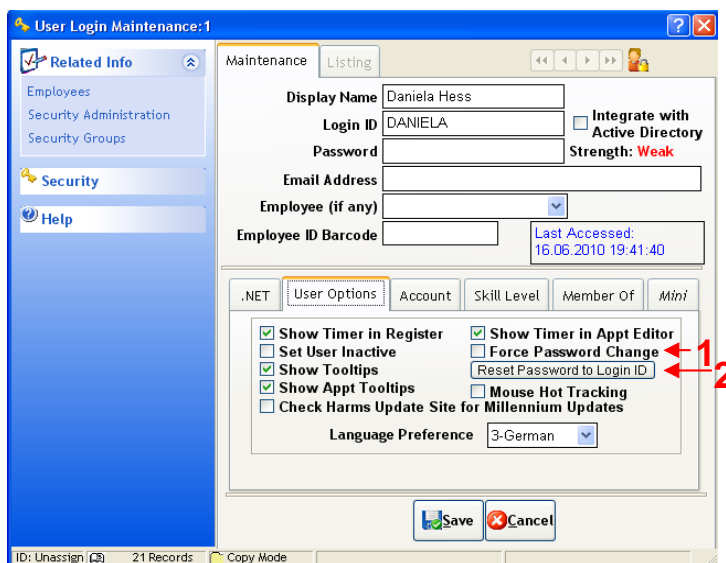 User Login Maintenance:1
Related Info
Employees
Security Administration
Security Groups
Security
Help
Maintenance Listing
Display Name Daniela Hess
Login ID DANIELA
Integrate with
Active Directory
Password
Strength: Weak
Email Address
Employee (if any)
Employee ID Barcode
Last Accessed:
16.06.2010 19:41:40
.NET User Options Account Skill Level Member Of Mini
Show Timer in Register Show Timer in Appt Editor
Set User Inactive Force Password Change 1
Show Tooltips Reset Password to Login ID 2
Show Appt Tooltips Mouse Hot Tracking
Check Harms Update Site for Millennium Updates
Language Preference 3-German
Save Cancel
ID: Unassign 21 Records Copy Mode